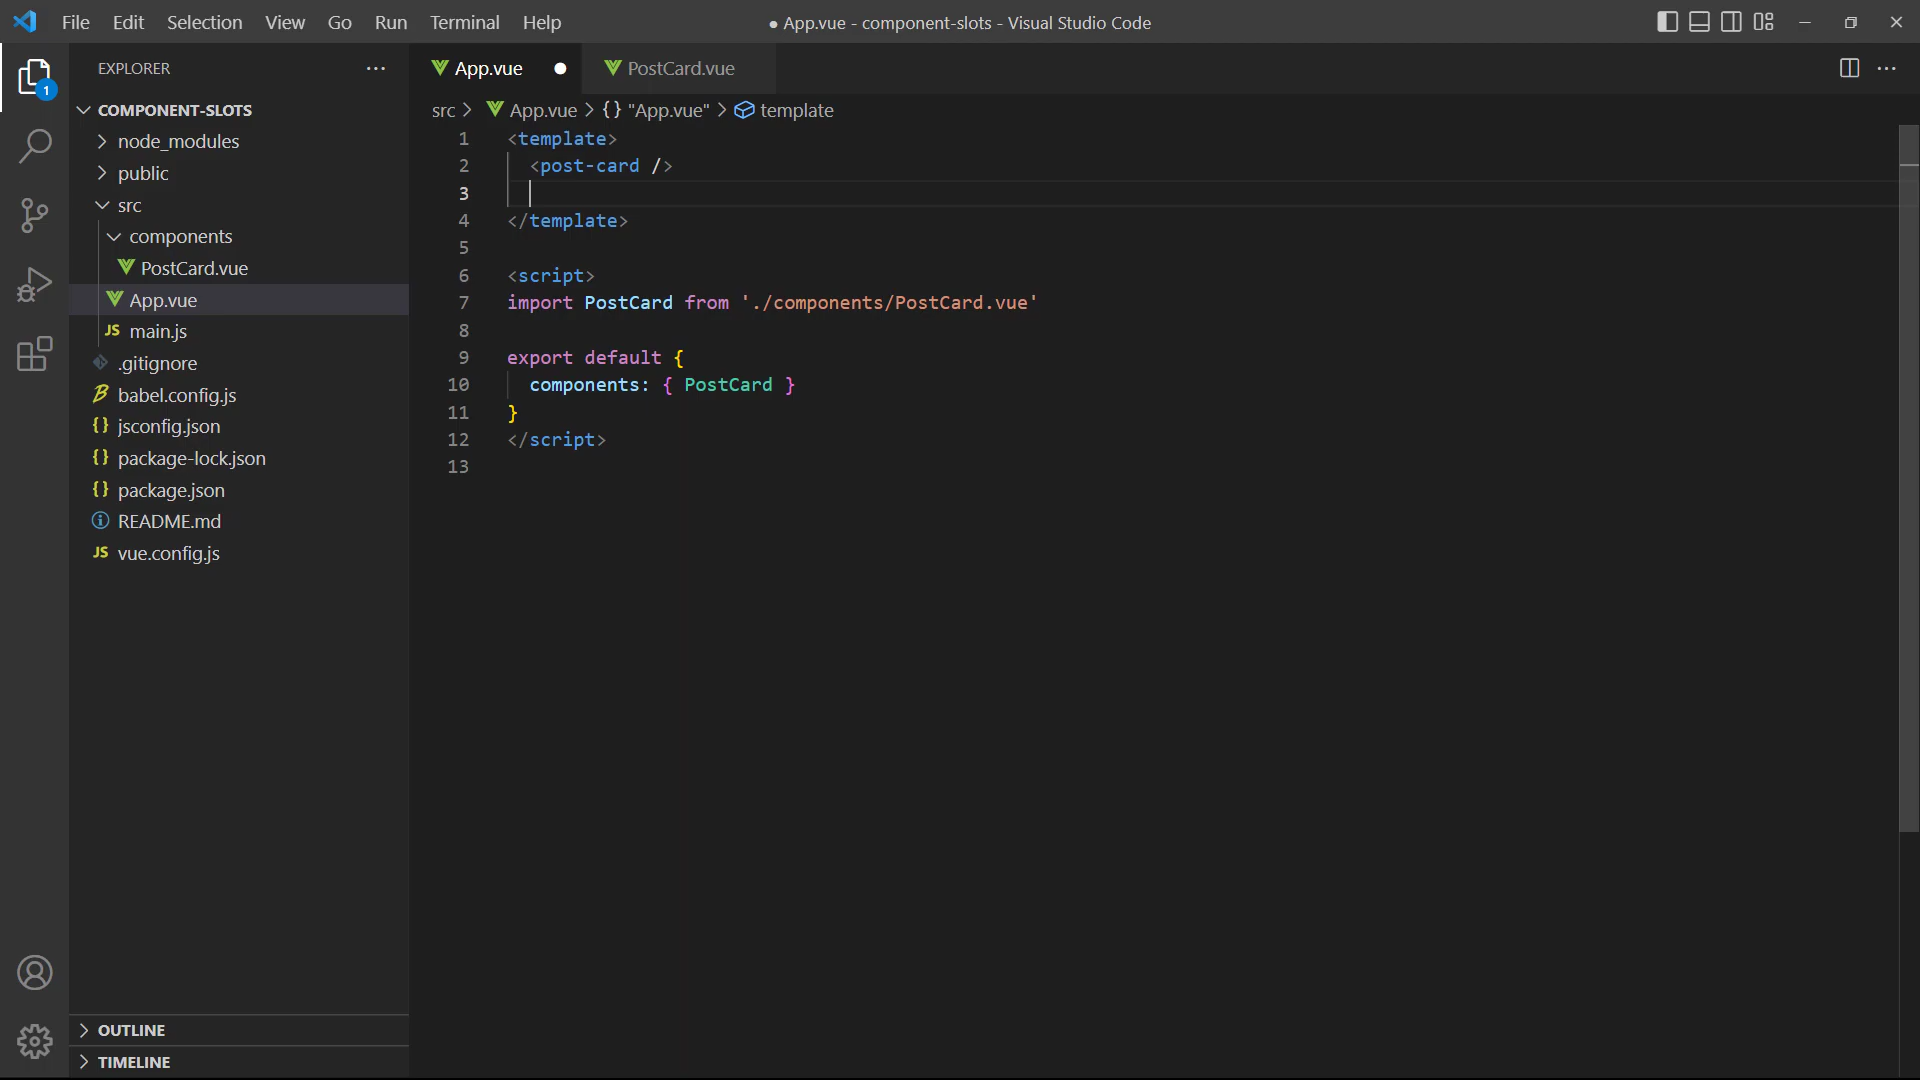 File Edit Selection View Go Run Terminal Help
● App.vue - component-slots - Visual Studio Code
EXPLORER
1
COMPONENT-SLOTS
node_modules
public
src
components
PostCard.vue
App.vue
JS main.js
.gitignore
babel.config.js
{} jsconfig.json
{} package-lock.json
{} package.json
README.md
JS vue.config.js
OUTLINE
TIMELINE
App.vue ● PostCard.vue
src > App.vue > {} "App.vue" > template
1 <template>
2   <post-card />
3
4 </template>
5
6 <script>
7 import PostCard from './components/PostCard.vue'
8
9 export default {
10   components: { PostCard }
11 }
12 </script>
13